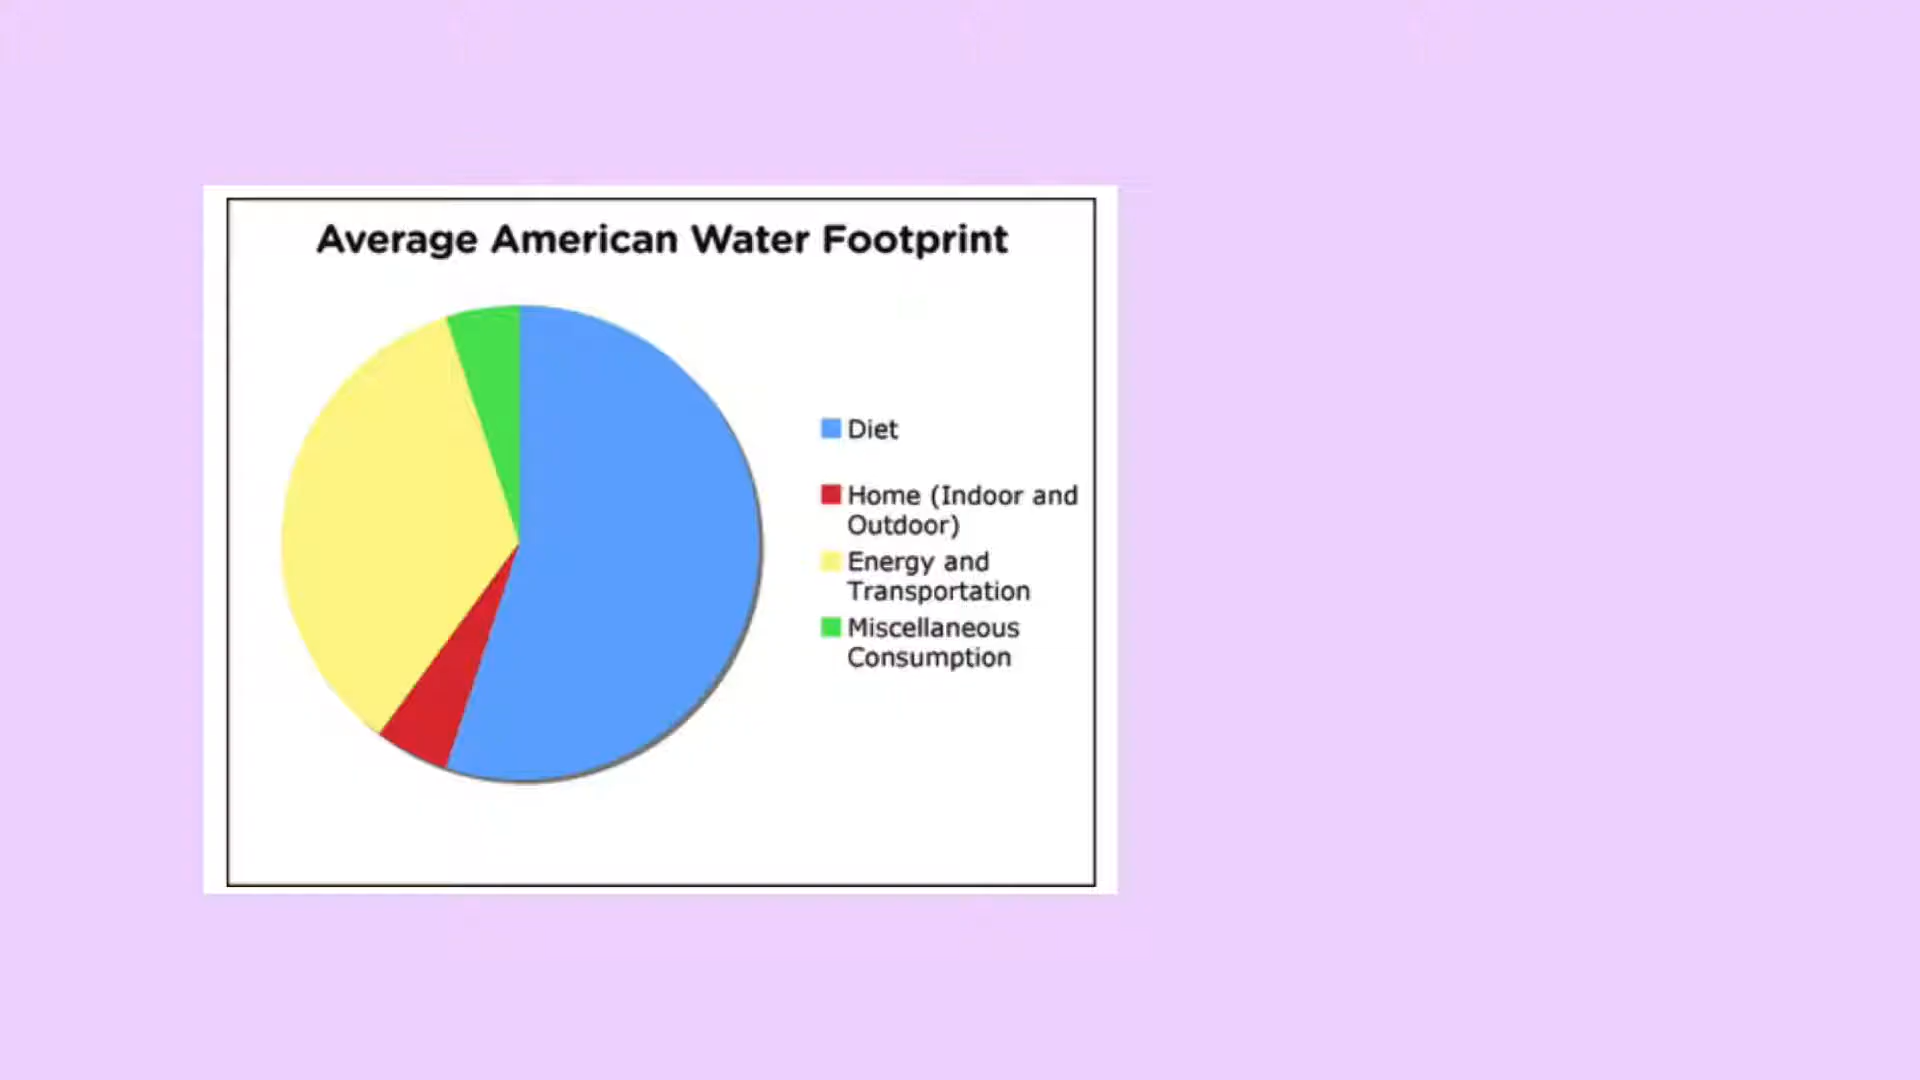 Average American Water Footprint
Diet
Home (Indoor and
Outdoor)
Energy and
Transportation
Miscellaneous
Consumption